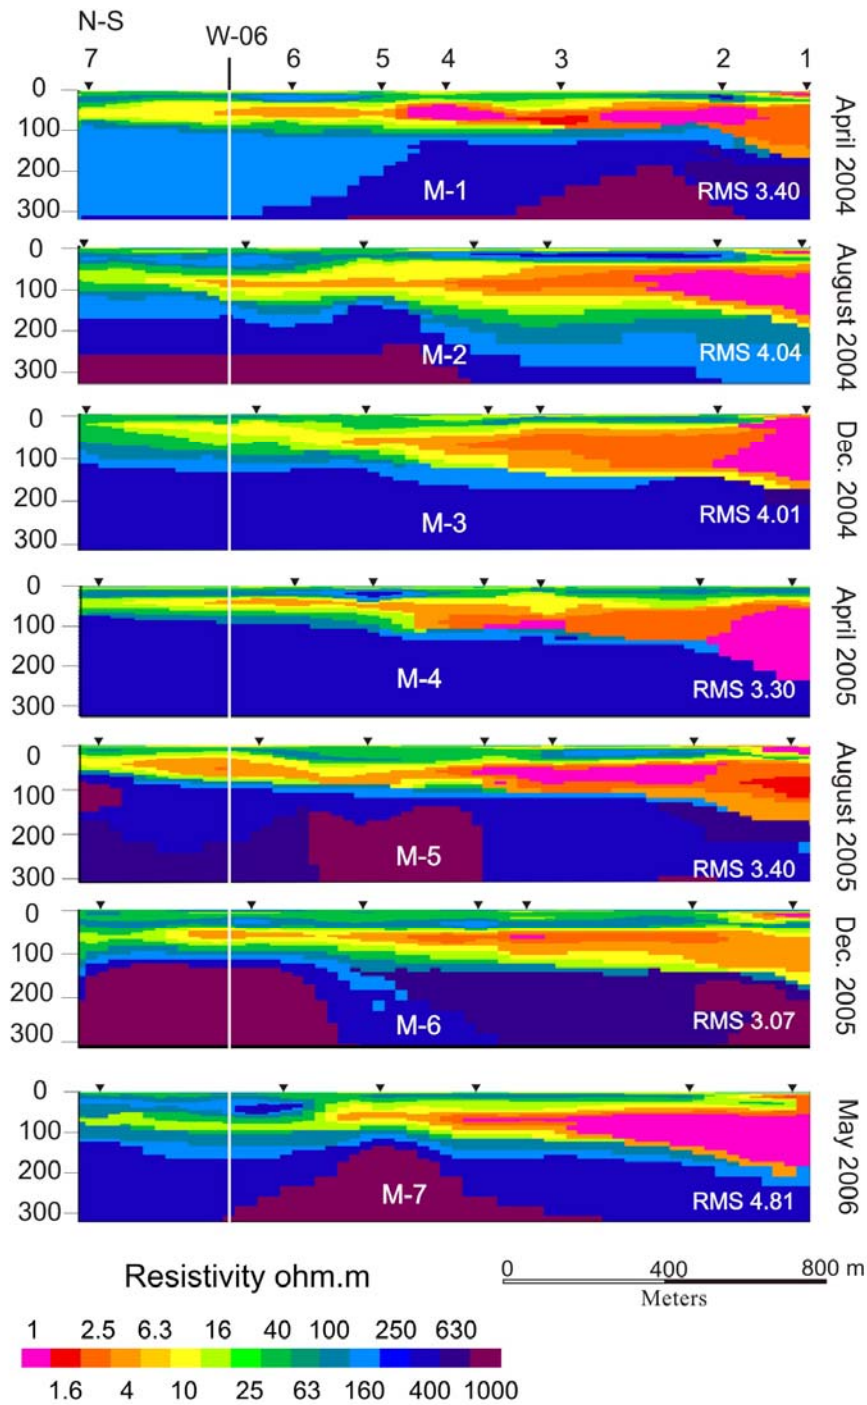 N-S
W-06
7 6 5 4 3 2 1
0
100
200
300
M-1
RMS 3.40
April 2004
0
100
200
300
M-2
RMS 4.04
August 2004
0
100
200
300
M-3
RMS 4.01
Dec. 2004
0
100
200
300
M-4
RMS 3.30
April 2005
0
100
200
300
M-5
RMS 3.40
August 2005
0
100
200
300
M-6
RMS 3.07
Dec. 2005
0
100
200
300
M-7
RMS 4.81
May 2006
Resistivity ohm.m
0 400 800 m
Meters
1 2.5 6.3 16 40 100 250 630
1.6 4 10 25 63 160 400 1000